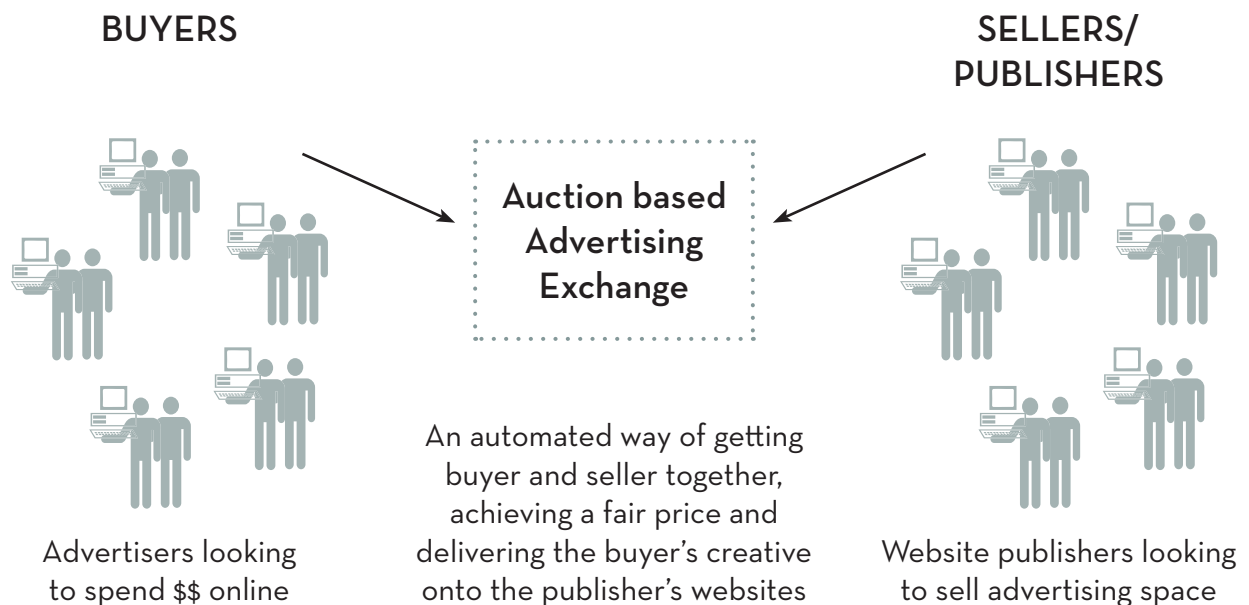 BUYERS
SELLERS/
PUBLISHERS
Auction based
Advertising
Exchange
Advertisers looking
to spend $$ online
An automated way of getting
buyer and seller together,
achieving a fair price and
delivering the buyer’s creative
onto the publisher’s websites
Website publishers looking
to sell advertising space